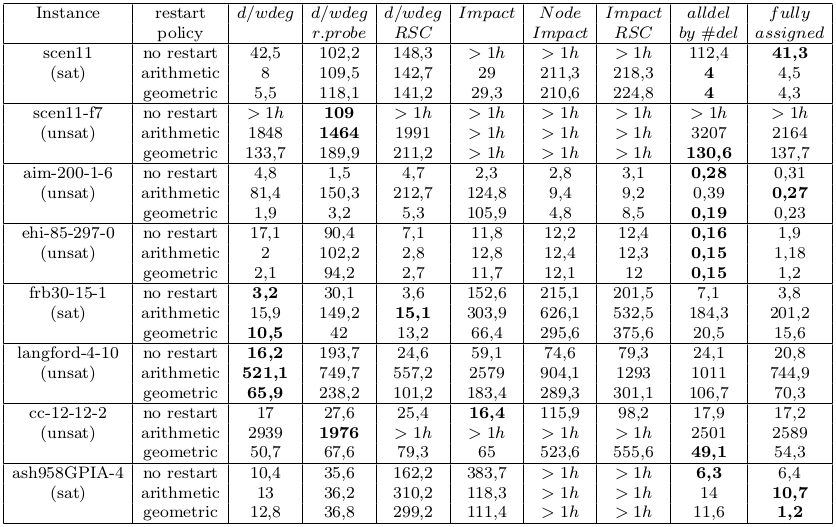 Instance restart d/wdeg d/wdeg d/wdeg Impact Node Impact alldel fully
policy r.probe RSC Impact RSC by #del assigned
scen11 no restart 42,5 102,2 148,3 > 1h > 1h > 1h 112,4 41,3
(sat) arithmetic 8 109,5 142,7 29 211,3 218,3 4 4,5
geometric 5,5 118,1 141,2 29,3 210,6 224,8 4 4,3
scen11-f7 no restart > 1h 109 > 1h > 1h > 1h > 1h > 1h > 1h
(unsat) arithmetic 1848 1464 1991 > 1h > 1h > 1h 3207 2164
geometric 133,7 189,9 211,2 > 1h > 1h > 1h 130,6 137,7
aim-200-1-6 no restart 4,8 1,5 4,7 2,3 2,8 3,1 0,28 0,31
(unsat) arithmetic 81,4 150,3 212,7 124,8 9,4 9,2 0,39 0,27
geometric 1,9 3,2 5,3 105,9 4,8 8,5 0,19 0,23
ehi-85-297-0 no restart 17,1 90,4 7,1 11,8 12,2 12,4 0,16 1,9
(unsat) arithmetic 2 102,2 2,8 12,8 12,4 12,3 0,15 1,18
geometric 2,1 94,2 2,7 11,7 12,1 12 0,15 1,2
frb30-15-1 no restart 3,2 30,1 3,6 152,6 215,1 201,5 7,1 3,8
(sat) arithmetic 15,9 149,2 15,1 303,9 626,1 532,5 184,3 201,2
geometric 10,5 42 13,2 66,4 295,6 375,6 20,5 15,6
langford-4-10 no restart 16,2 193,7 24,6 59,1 74,6 79,3 24,1 20,8
(unsat) arithmetic 521,1 749,7 557,2 2579 904,1 1293 1011 744,9
geometric 65,9 238,2 101,2 183,4 289,3 301,1 106,7 70,3
cc-12-12-2 no restart 17 27,6 25,4 16,4 115,9 98,2 17,9 17,2
(unsat) arithmetic 2939 1976 > 1h > 1h > 1h > 1h 2501 2589
geometric 50,7 67,6 79,3 65 523,6 555,6 49,1 54,3
ash958GPIA-4 no restart 10,4 35,6 162,2 383,7 > 1h > 1h 6,3 6,4
(sat) arithmetic 13 36,2 310,2 118,3 > 1h > 1h 14 10,7
geometric 12,8 36,8 299,2 111,4 > 1h > 1h 11,6 1,2